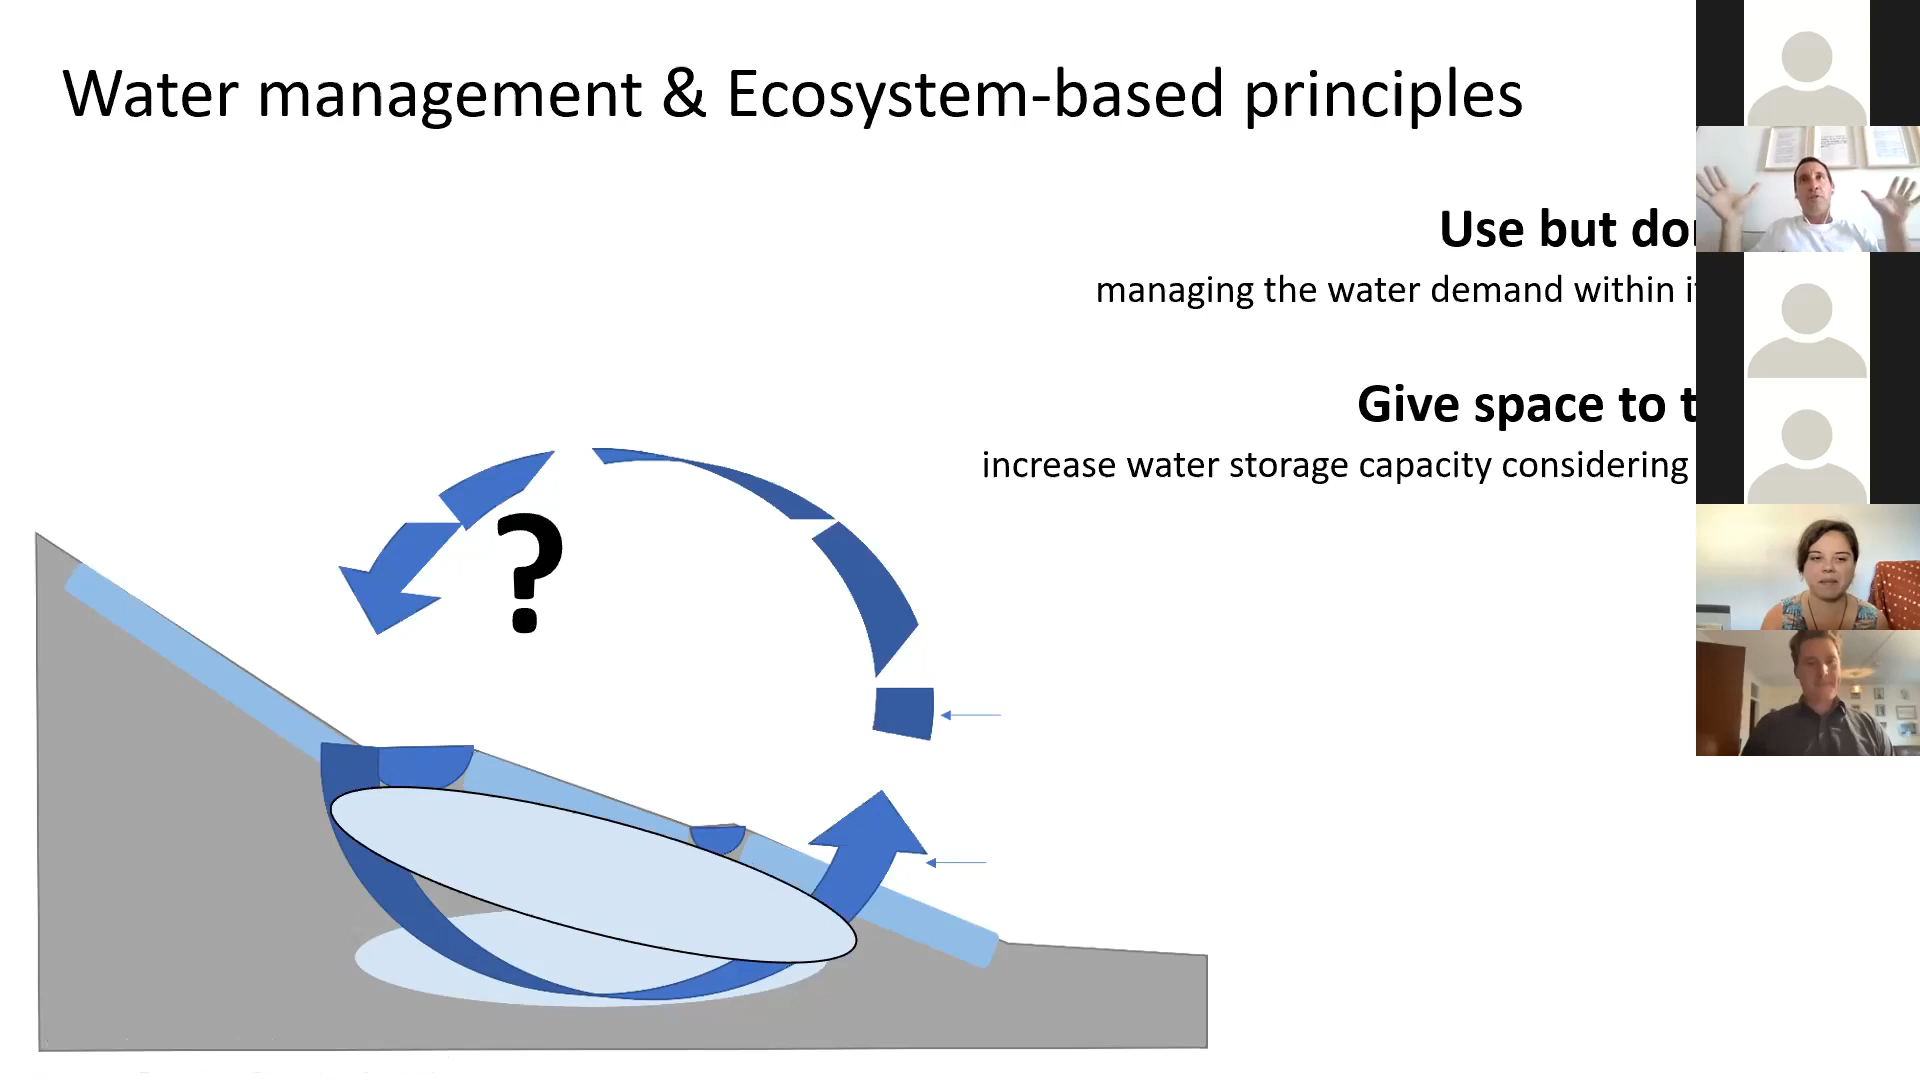 Water management & Ecosystem-based principles
Use but
managing the water demand within
Give space to
increase water storage capacity considering
?